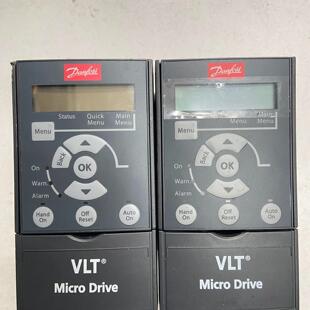 Danfoss
Status Quick Menu Main Menu
Menu
Back
OK
On
Warn.
Alarm
Hand On
Off Reset
Auto On
VLT®
Micro Drive
Danfoss
Menu Menu
Menu
Back
OK
On
Warn.
Alarm
Hand On
Off Reset
Auto On
VLT®
Micro Drive